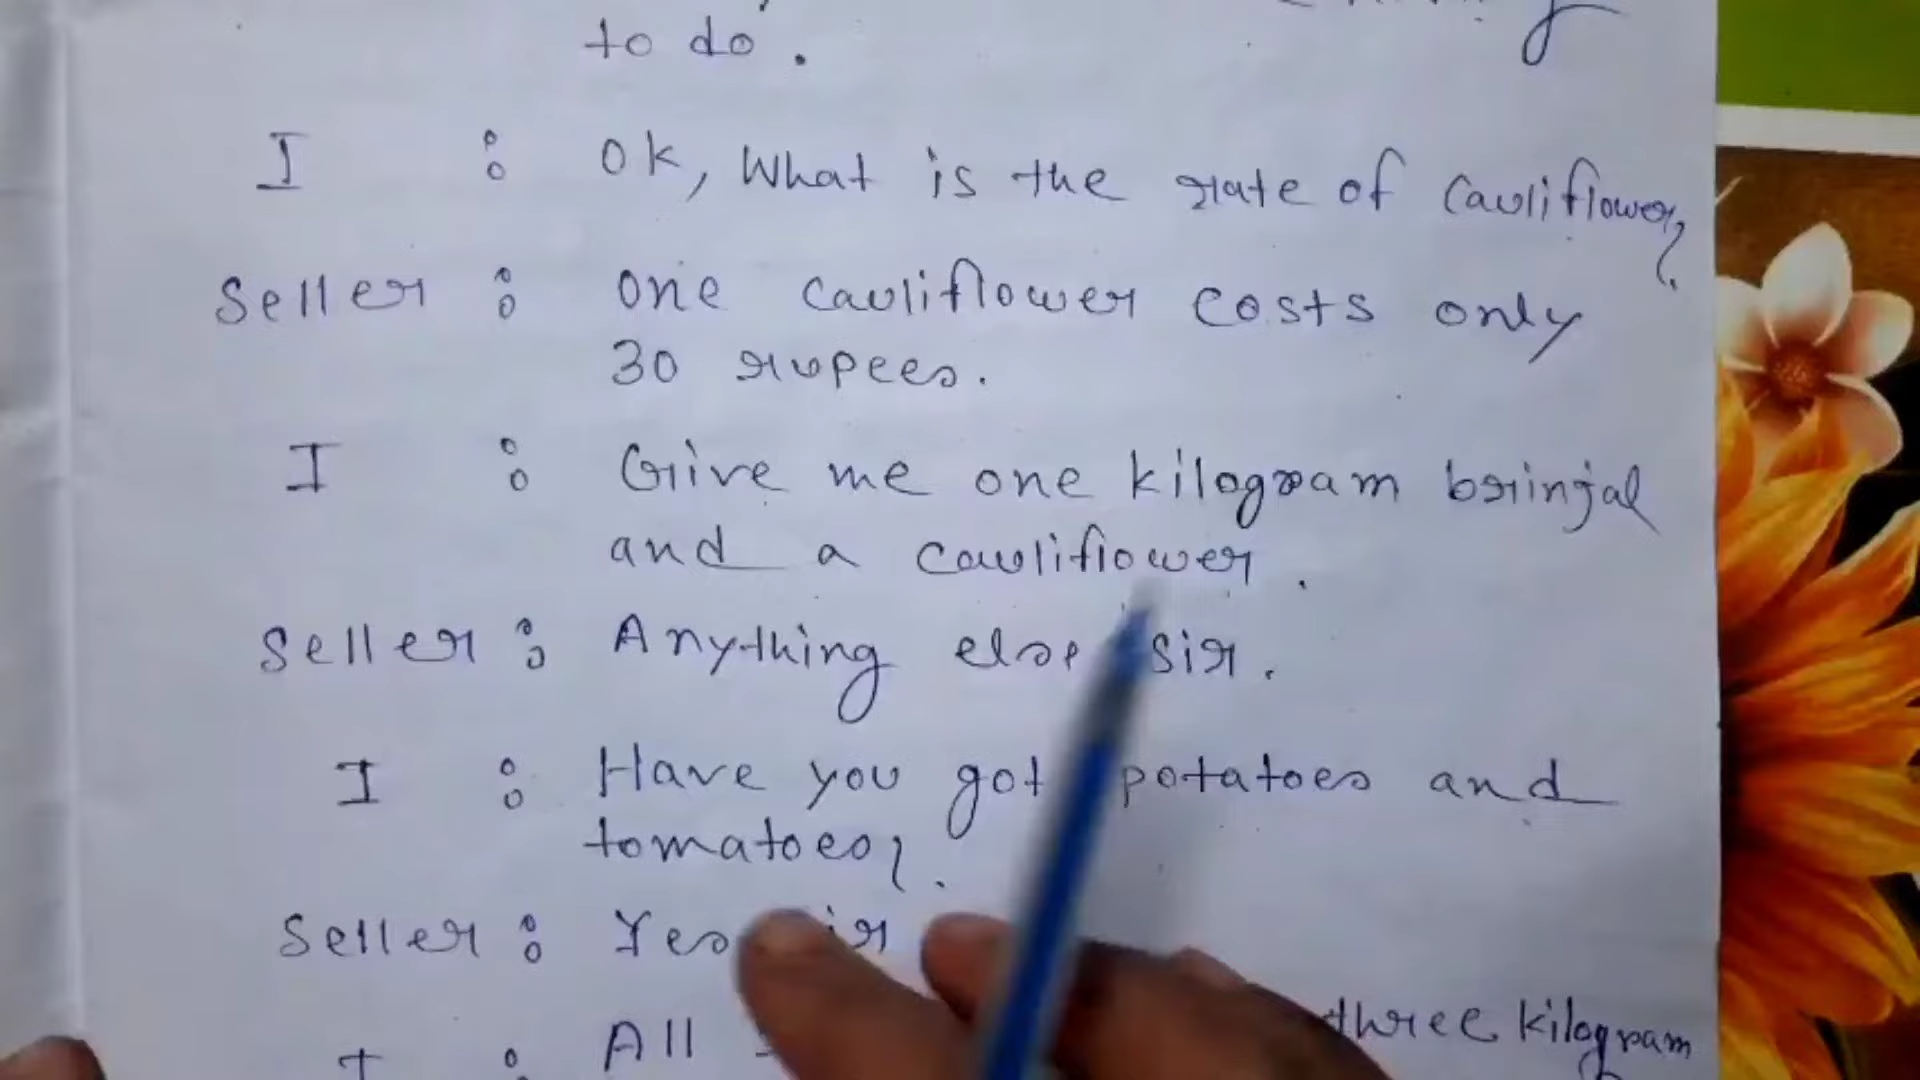 to do.
I : OK, What is the rate of Cauliflower?
Seller : One cauliflower costs only
30 rupees.
I : Give me one kilogram brinjal
and a cauliflower.
Seller : Anything else sir.
I : Have you got potatoes and
tomatoes?
Seller : Yes sir
I : All three kilogram